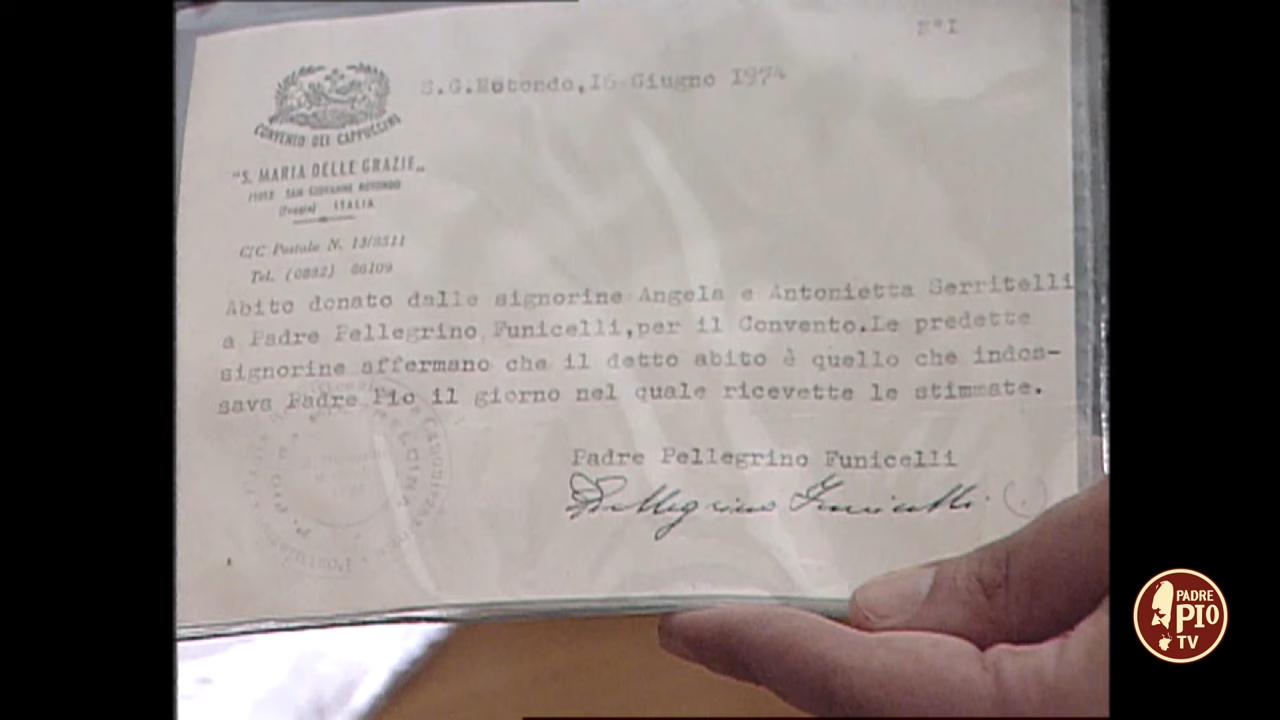 N°I
S.G.Rotondo,16 Giugno 1974
CONVENTO DEI CAPPUCCINI
"S. MARIA DELLE GRAZIE"
71013 SAN GIOVANNI ROTONDO
(Foggia) ITALIA
C/C Postale N. 13/8511
Tel. (0882) 86109
Abito donato dalle signorine Angela e Antonietta Serritelli
a Padre Pellegrino Funicelli,per il Convento.Le predette
signorine affermano che il detto abito è quello che indos-
sava Padre Pio il giorno nel quale ricevette le stimmate.
Padre Pellegrino Funicelli
Pellegrino Funicelli
PADRE
PIO
TV